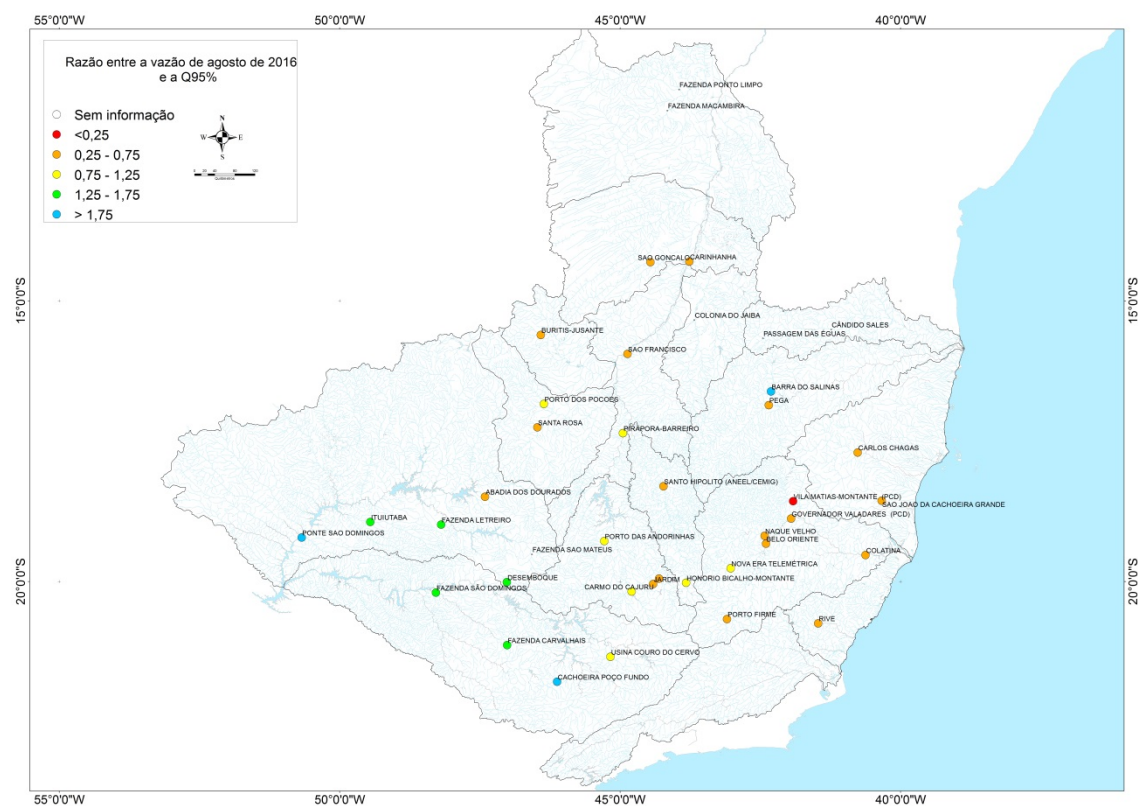 55°0'0"W 50°0'0"W 45°0'0"W 40°0'0"W
Razão entre a vazão de agosto de 2016
e a Q95%
Sem informação
<0,25
0,25 - 0,75
0,75 - 1,25
1,25 - 1,75
> 1,75
N
W E
S
FAZENDA PONTO LIMPO
FAZENDA MACAMBIRA
SAO GONCALO
CARINHANHA
15°0'0"S 15°0'0"S
COLONIA DO JAIBA
CÂNDIDO SALES
PASSAGEM DAS ÉGUAS
BURITIS-JUSANTE
SAO FRANCISCO
BARRA DO SALINAS
PEGA
PORTO DOS POCOES
SANTA ROSA
PIRAPORA-BARREIRO
CARLOS CHAGAS
SANTO HIPOLITO (ANEEL/CEMIG)
ABADIA DOS DOURADOS
VILA MATIAS-MONTANTE (PCD)
SAO JOAO DA CACHOEIRA GRANDE
GOVERNADOR VALADARES (PCD)
ITUIUTABA
FAZENDA LETREIRO
PONTE SAO DOMINGOS
PORTO DAS ANDORINHAS
NAQUE VELHO
BELO ORIENTE
FAZENDA SAO MATEUS
COLATINA
NOVA ERA TELEMÉTRICA
20°0'0"S 20°0'0"S
DESEMBOQUE
FAZENDA SÃO DOMINGOS
CARMO DO CAJURU
JARDIM
HONORIO BICALHO-MONTANTE
PORTO FIRME
RIVE
FAZENDA CARVALHAIS
USINA COURO DO CERVO
CACHOEIRA POÇO FUNDO
55°0'0"W 50°0'0"W 45°0'0"W 40°0'0"W